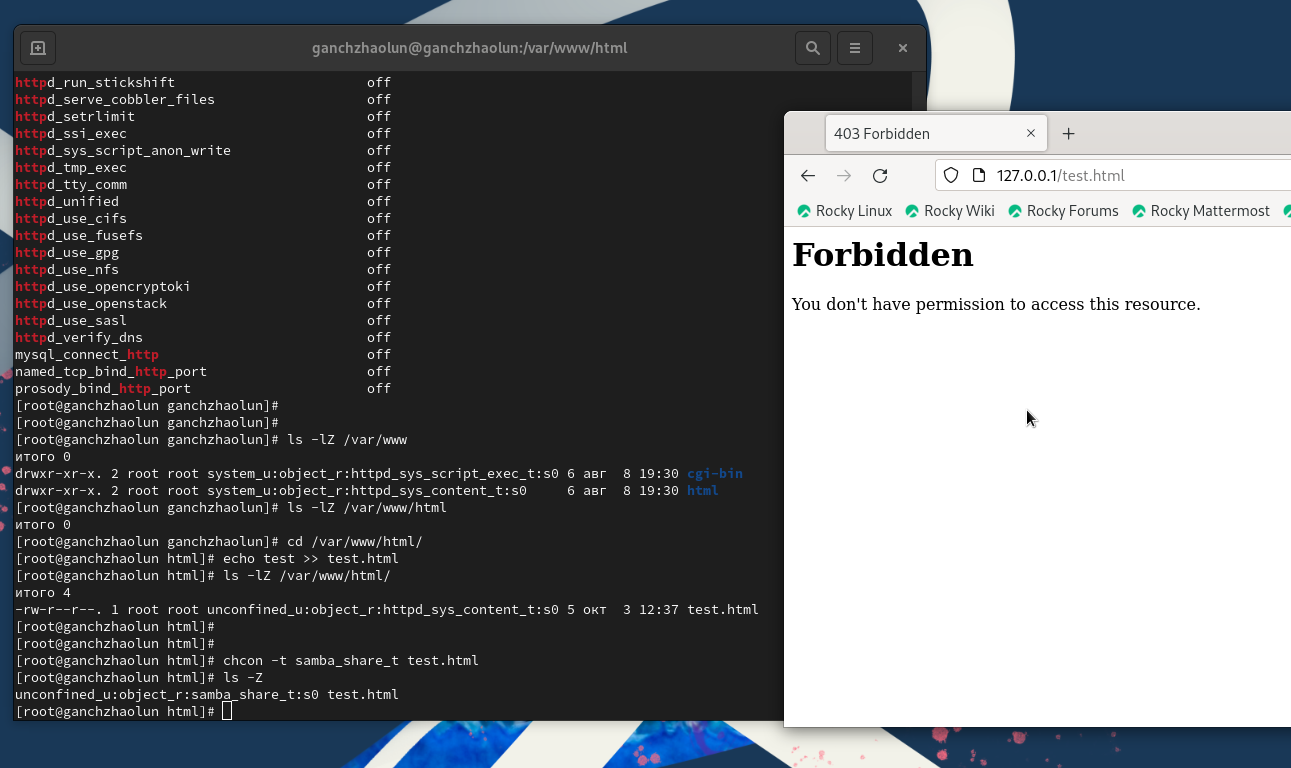 ganchzhaolun@ganchzhaolun:/var/www/html
httpd_run_stickshift                    off
httpd_serve_cobbler_files               off
httpd_setrlimit                         off
httpd_ssi_exec                          off
httpd_sys_script_anon_write             off
httpd_tmp_exec                          off
httpd_tty_comm                          off
httpd_unified                           off
httpd_use_cifs                          off
httpd_use_fusefs                        off
httpd_use_gpg                           off
httpd_use_nfs                           off
httpd_use_opencryptoki                  off
httpd_use_openstack                     off
httpd_use_sasl                          off
httpd_verify_dns                        off
mysql_connect_http                      off
named_tcp_bind_http_port                off
prosody_bind_http_port                  off
[root@ganchzhaolun ganchzhaolun]#
[root@ganchzhaolun ganchzhaolun]#
[root@ganchzhaolun ganchzhaolun]# ls -lZ /var/www
итого 0
drwxr-xr-x. 2 root root system_u:object_r:httpd_sys_script_exec_t:s0 6 авг  8 19:30 cgi-bin
drwxr-xr-x. 2 root root system_u:object_r:httpd_sys_content_t:s0     6 авг  8 19:30 html
[root@ganchzhaolun ganchzhaolun]# ls -lZ /var/www/html
итого 0
[root@ganchzhaolun ganchzhaolun]# cd /var/www/html/
[root@ganchzhaolun html]# echo test >> test.html
[root@ganchzhaolun html]# ls -lZ /var/www/html/
итого 4
-rw-r--r--. 1 root root unconfined_u:object_r:httpd_sys_content_t:s0 5 окт  3 12:37 test.html
[root@ganchzhaolun html]#
[root@ganchzhaolun html]#
[root@ganchzhaolun html]# chcon -t samba_share_t test.html
[root@ganchzhaolun html]# ls -Z
unconfined_u:object_r:samba_share_t:s0 test.html
[root@ganchzhaolun html]#
403 Forbidden
127.0.0.1/test.html
Rocky Linux Rocky Wiki Rocky Forums Rocky Mattermost
Forbidden
You don't have permission to access this resource.